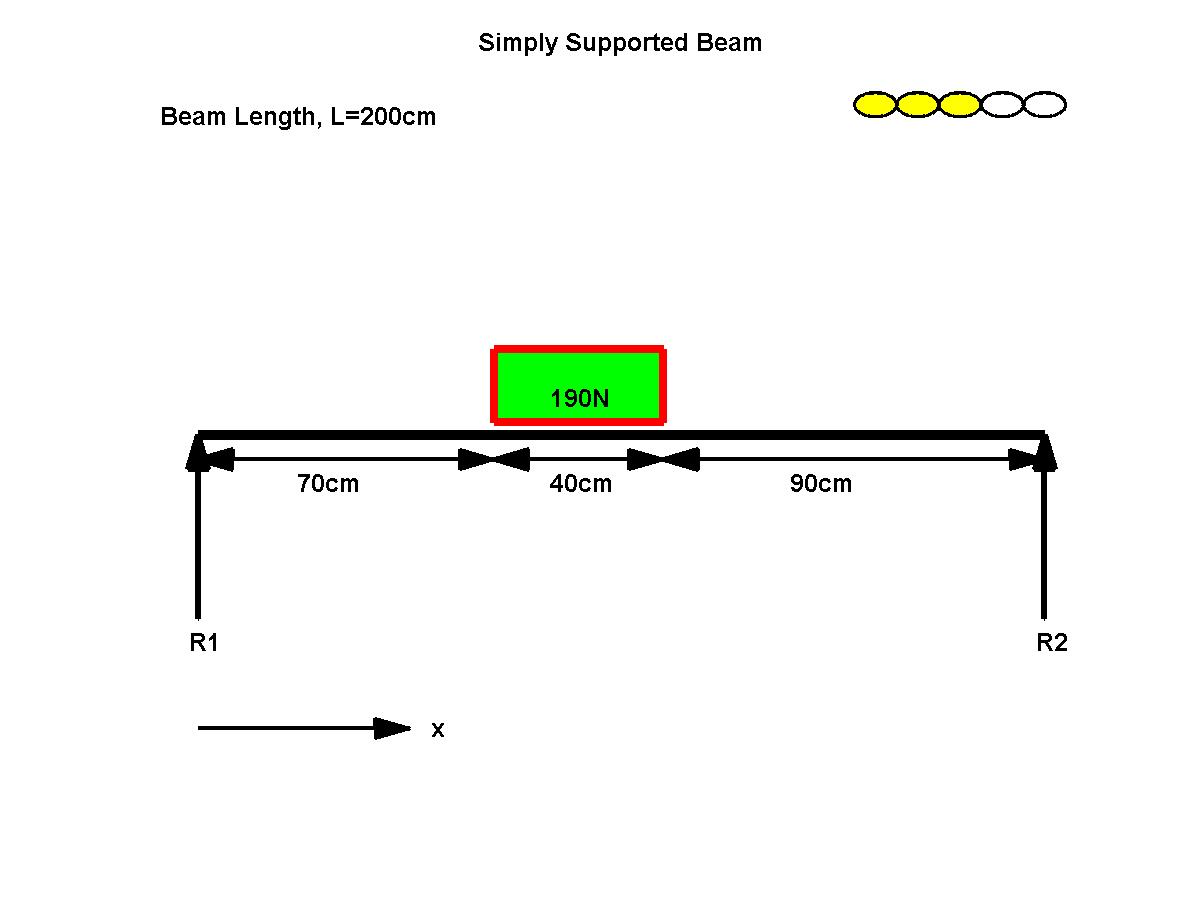 Simply Supported Beam
Beam Length, L=200cm
190N
70cm
40cm
90cm
R1
R2
x